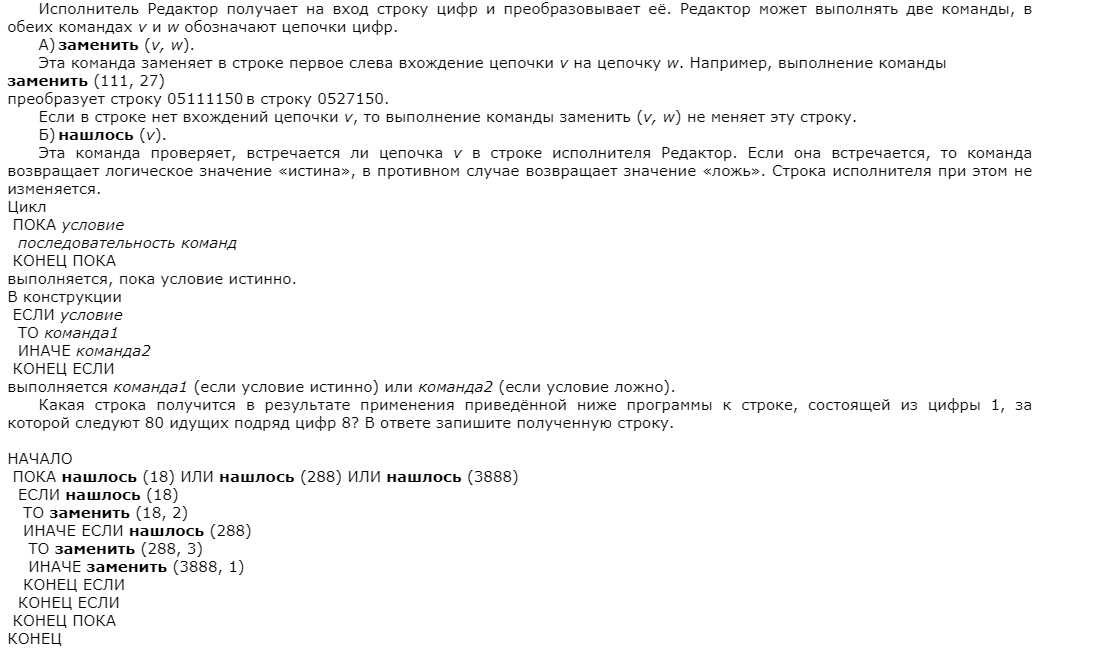 Исполнитель Редактор получает на вход строку цифр и преобразовывает её. Редактор может выполнять две команды, в
обеих командах v и w обозначают цепочки цифр.
А) заменить (v, w).
Эта команда заменяет в строке первое слева вхождение цепочки v на цепочку w. Например, выполнение команды
заменить (111, 27)
преобразует строку 05111150 в строку 0527150.
Если в строке нет вхождений цепочки v, то выполнение команды заменить (v, w) не меняет эту строку.
Б) нашлось (v).
Эта команда проверяет, встречается ли цепочка v в строке исполнителя Редактор. Если она встречается, то команда
возвращает логическое значение «истина», в противном случае возвращает значение «ложь». Строка исполнителя при этом не
изменяется.
Цикл
ПОКА условие
последовательность команд
КОНЕЦ ПОКА
выполняется, пока условие истинно.
В конструкции
ЕСЛИ условие
ТО команда1
ИНАЧЕ команда2
КОНЕЦ ЕСЛИ
выполняется команда1 (если условие истинно) или команда2 (если условие ложно).
Какая строка получится в результате применения приведённой ниже программы к строке, состоящей из цифры 1, за
которой следуют 80 идущих подряд цифр 8? В ответе запишите полученную строку.
НАЧАЛО
ПОКА нашлось (18) ИЛИ нашлось (288) ИЛИ нашлось (3888)
ЕСЛИ нашлось (18)
ТО заменить (18, 2)
ИНАЧЕ ЕСЛИ нашлось (288)
ТО заменить (288, 3)
ИНАЧЕ заменить (3888, 1)
КОНЕЦ ЕСЛИ
КОНЕЦ ЕСЛИ
КОНЕЦ ПОКА
КОНЕЦ